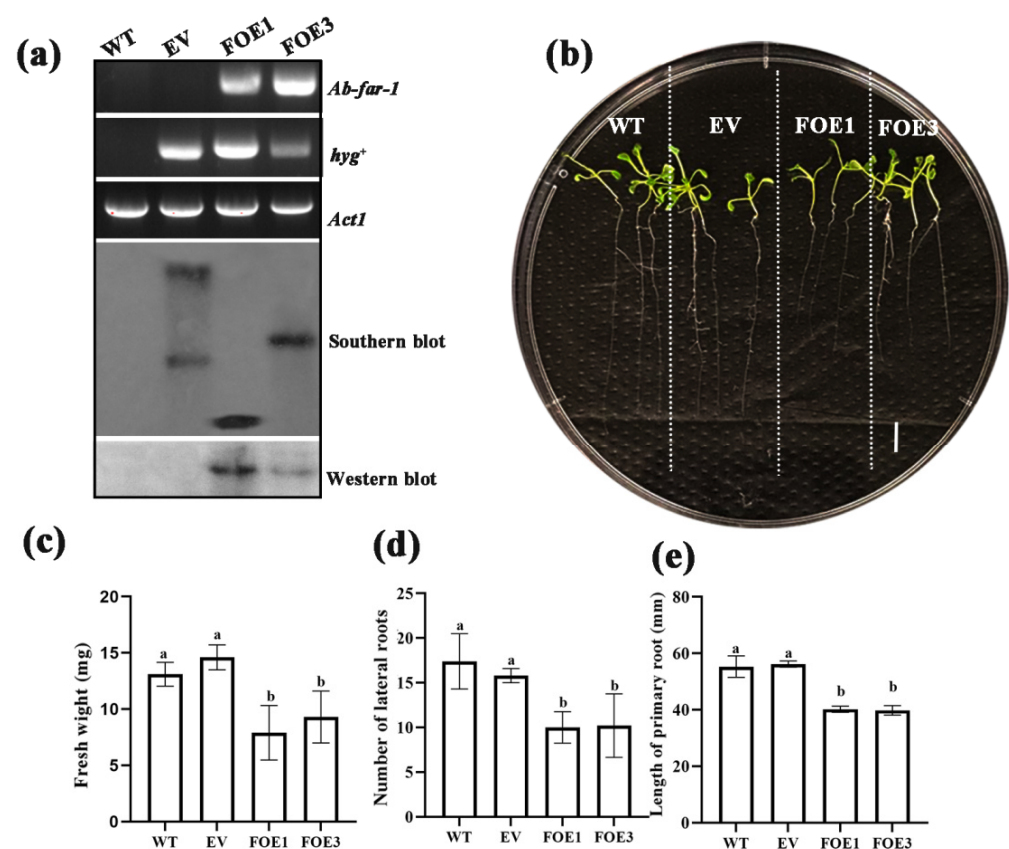 (a)
WT EV FOE1 FOE3
Ab-far-1
hyg+
Act1
Southern blot
Western blot
(b)
WT EV FOE1 FOE3
(c)
Fresh wight (mg)
20
15
10
5
0
a a b b
WT EV FOE1 FOE3
(d)
Number of lateral roots
25
20
15
10
5
0
a a b b
WT EV FOE1 FOE3
(e)
Length of primary root (mm)
80
60
40
20
0
a a b b
WT EV FOE1 FOE3